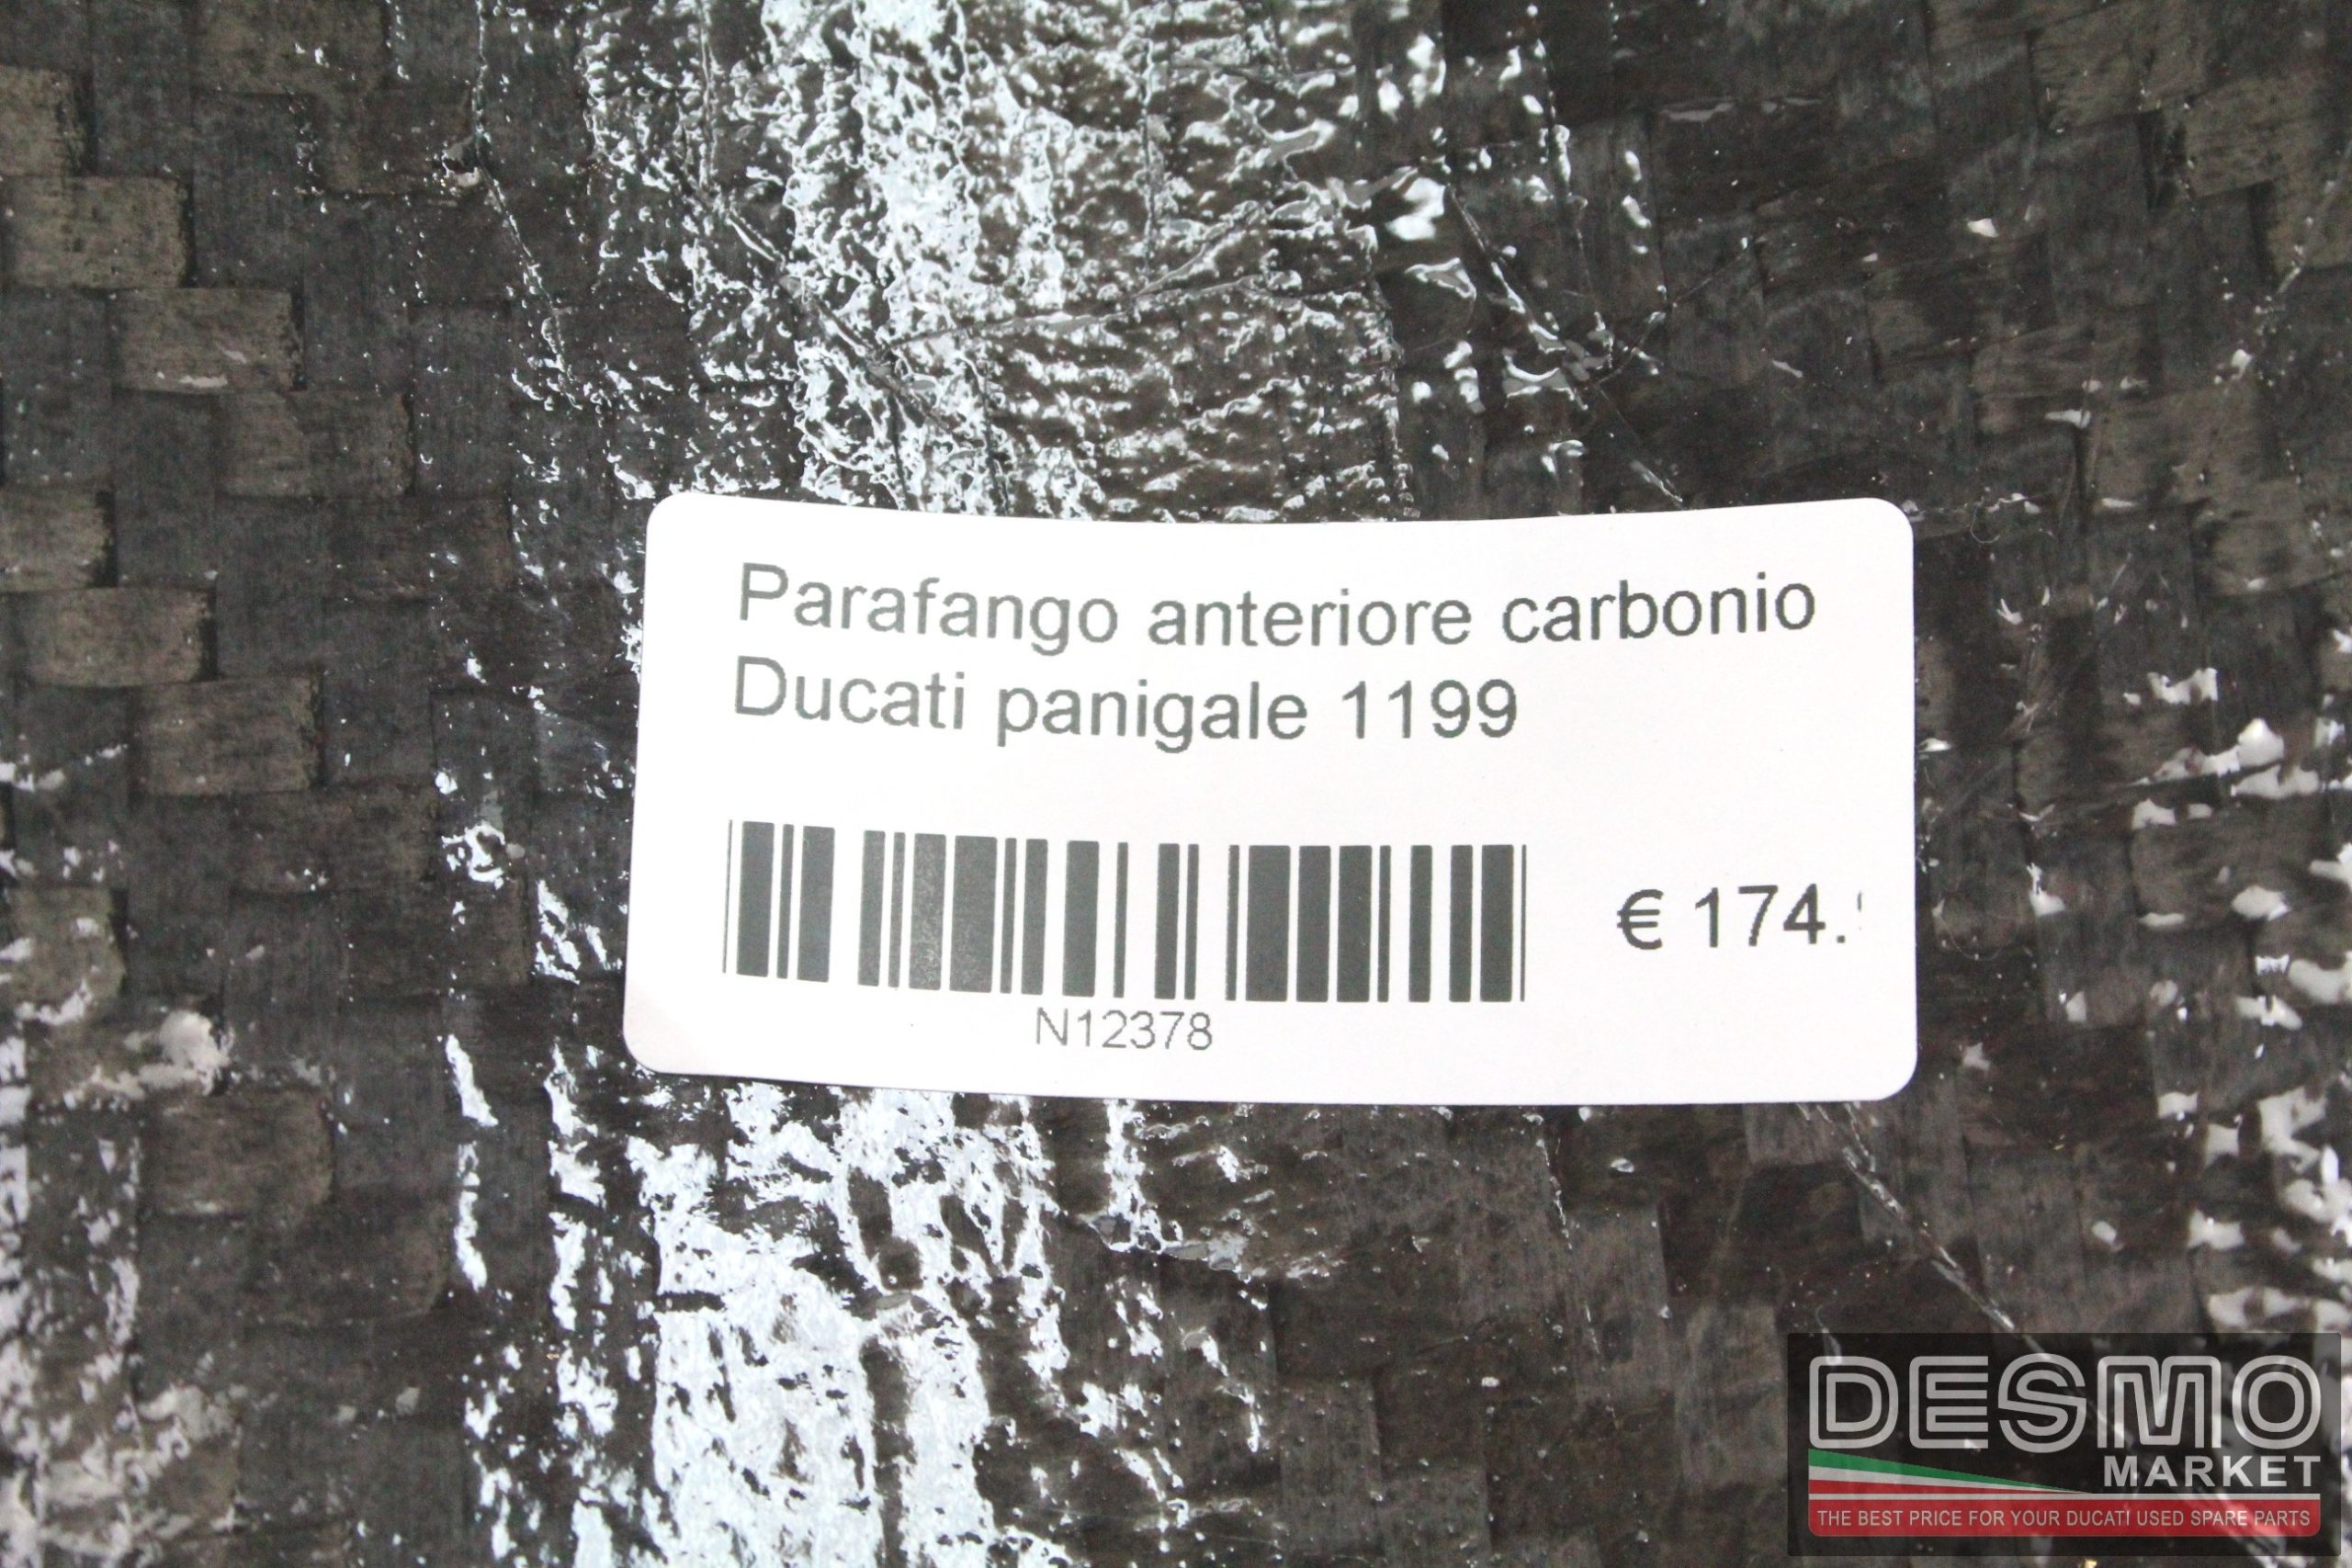 Parafango anteriore carbonio
Ducati panigale 1199
€ 174.
N12378
DESMO
MARKET
THE BEST PRICE FOR YOUR DUCATI USED SPARE PARTS